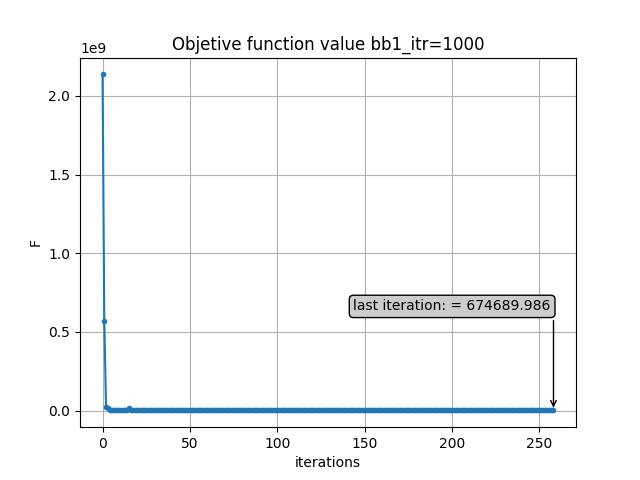 Objetive function value bb1_itr=1000
1e9
2.0
1.5
1.0
0.5
0.0
F
last iteration: = 674689.986
0 50 100 150 200 250
iterations